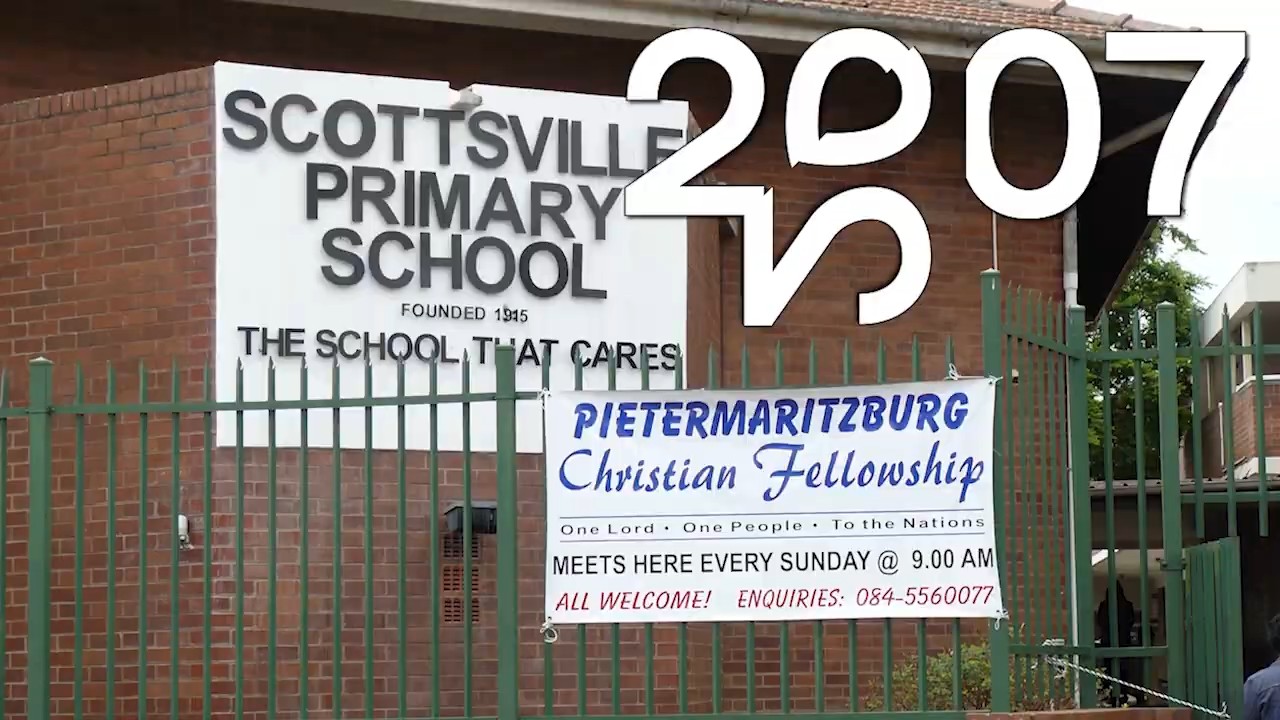 SCOTTSVILLE
PRIMARY
SCHOOL
FOUNDED 1915
THE SCHOOL THAT CARES
PIETERMARITZBURG
Christian Fellowship
One Lord • One People • To the Nations
MEETS HERE EVERY SUNDAY @ 9.00 AM
ALL WELCOME! ENQUIRIES: 084-5560077